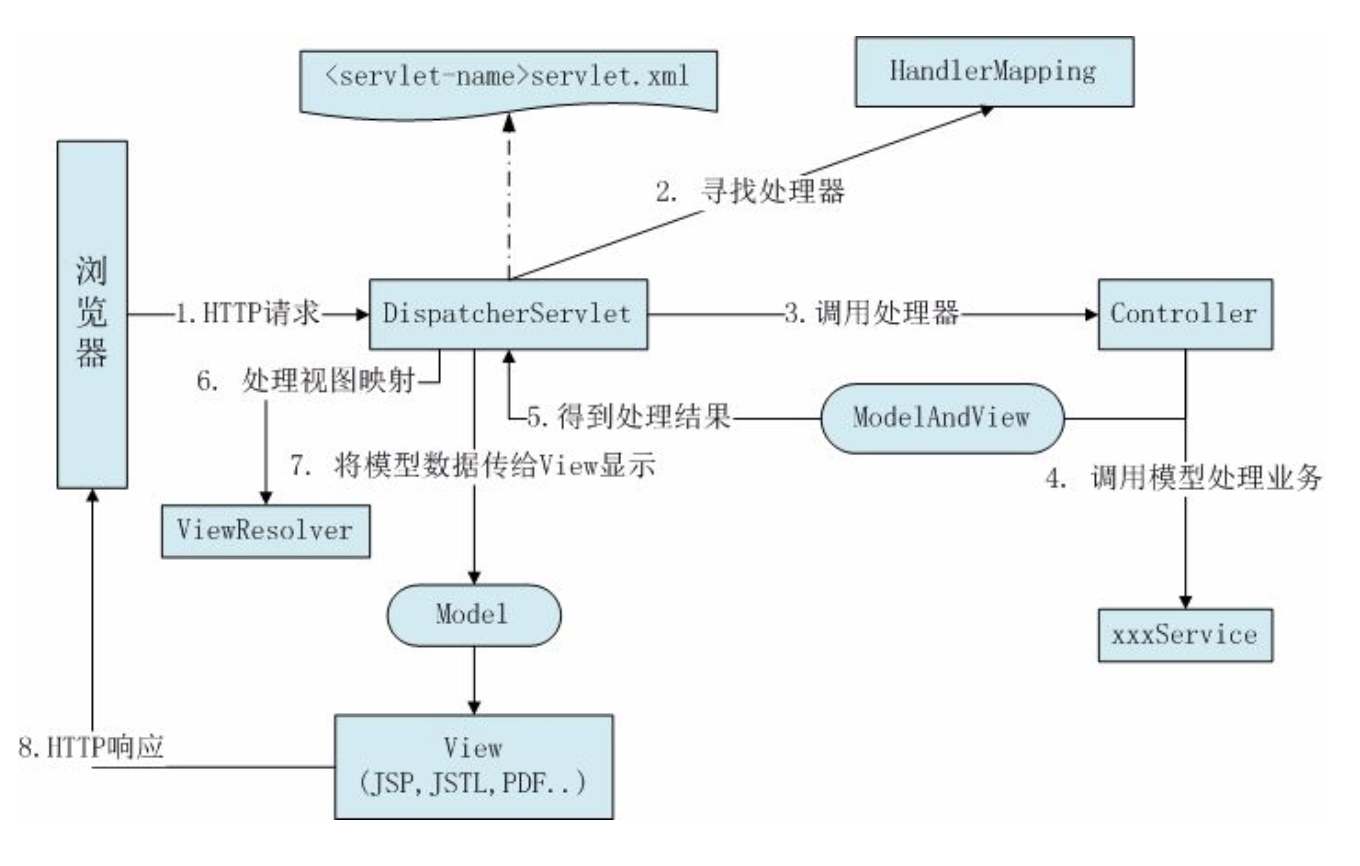 <servlet-name>servlet.xml
HandlerMapping
2. 寻找处理器
浏览器
1.HTTP请求
DispatcherServlet
3.调用处理器
Controller
6. 处理视图映射
5.得到处理结果
ModelAndView
7. 将模型数据传给View显示
4. 调用模型处理业务
ViewResolver
Model
xxxService
8.HTTP响应
View
(JSP,JSTL,PDF..)